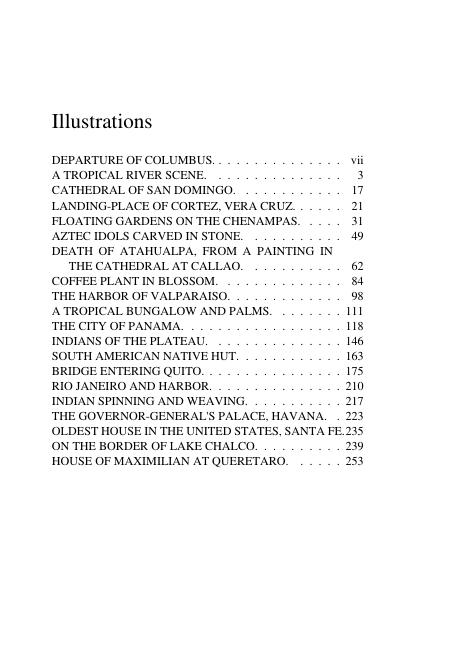 Illustrations
DEPARTURE OF COLUMBUS. . . . . . . . . . . . . . . vii
A TROPICAL RIVER SCENE. . . . . . . . . . . . . . . 3
CATHEDRAL OF SAN DOMINGO. . . . . . . . . . . . 17
LANDING-PLACE OF CORTEZ, VERA CRUZ. . . . . . 21
FLOATING GARDENS ON THE CHENAMPAS. . . . . . 31
AZTEC IDOLS CARVED IN STONE. . . . . . . . . . . 49
DEATH OF ATAHUALPA, FROM A PAINTING IN
THE CATHEDRAL AT CALLAO. . . . . . . . . . . 62
COFFEE PLANT IN BLOSSOM. . . . . . . . . . . . . . 84
THE HARBOR OF VALPARAISO. . . . . . . . . . . . . 98
A TROPICAL BUNGALOW AND PALMS. . . . . . . . 111
THE CITY OF PANAMA. . . . . . . . . . . . . . . . . 118
INDIANS OF THE PLATEAU. . . . . . . . . . . . . . 146
SOUTH AMERICAN NATIVE HUT. . . . . . . . . . . 163
BRIDGE ENTERING QUITO. . . . . . . . . . . . . . . 175
RIO JANEIRO AND HARBOR. . . . . . . . . . . . . . 210
INDIAN SPINNING AND WEAVING. . . . . . . . . . 217
THE GOVERNOR-GENERAL'S PALACE, HAVANA. . 223
OLDEST HOUSE IN THE UNITED STATES, SANTA FE.235
ON THE BORDER OF LAKE CHALCO. . . . . . . . . 239
HOUSE OF MAXIMILIAN AT QUERETARO. . . . . . 253